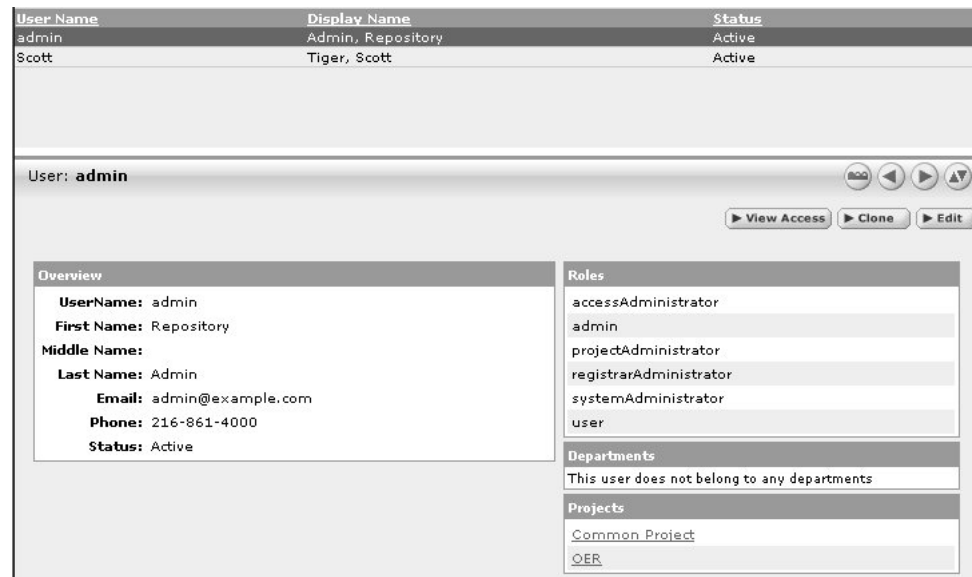 User Name Display Name Status
admin Admin, Repository Active
Scott Tiger, Scott Active
User: admin
View Access Clone Edit
Overview
UserName: admin
First Name: Repository
Middle Name:
Last Name: Admin
Email: admin@example.com
Phone: 216-861-4000
Status: Active
Roles
accessAdministrator
admin
projectAdministrator
registrarAdministrator
systemAdministrator
user
Departments
This user does not belong to any departments
Projects
Common Project
OER